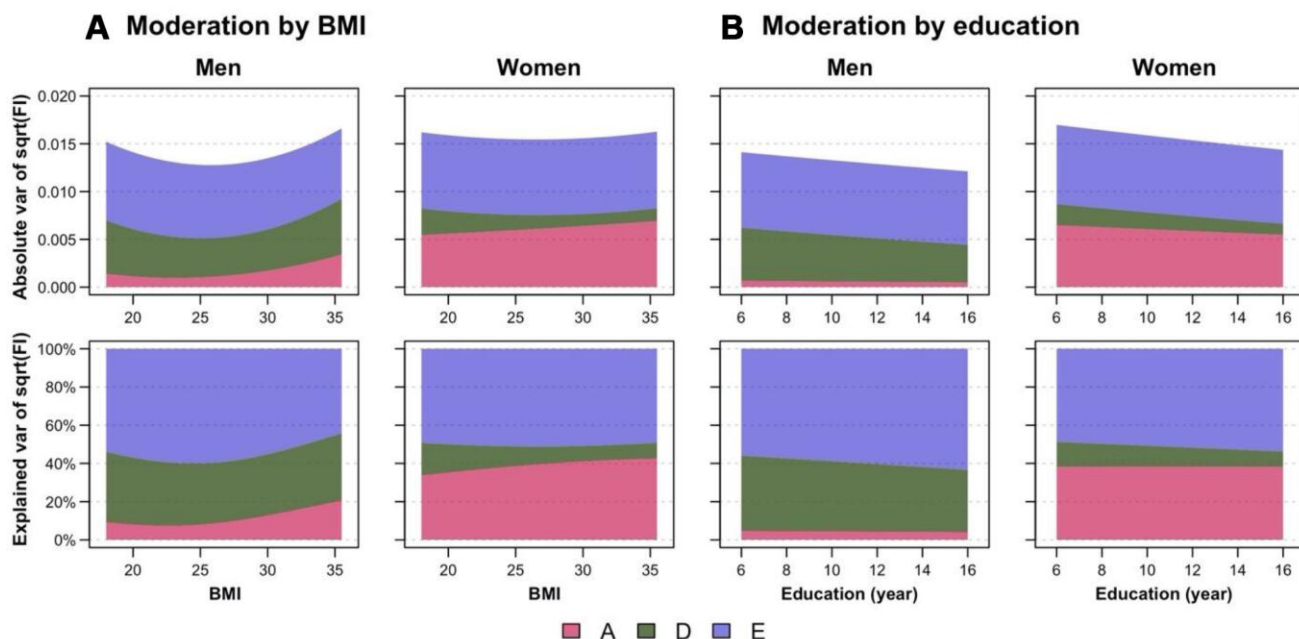 A Moderation by BMI
B Moderation by education
Men
Women
Men
Women
Absolute var of sqrt(FI)
0.020
0.015
0.010
0.005
0.000
20 25 30 35
20 25 30 35
6 8 10 12 14 16
6 8 10 12 14 16
Explained var of sqrt(FI)
100%
80%
60%
40%
20%
0%
20 25 30 35
20 25 30 35
6 8 10 12 14 16
6 8 10 12 14 16
BMI
BMI
Education (year)
Education (year)
A D E